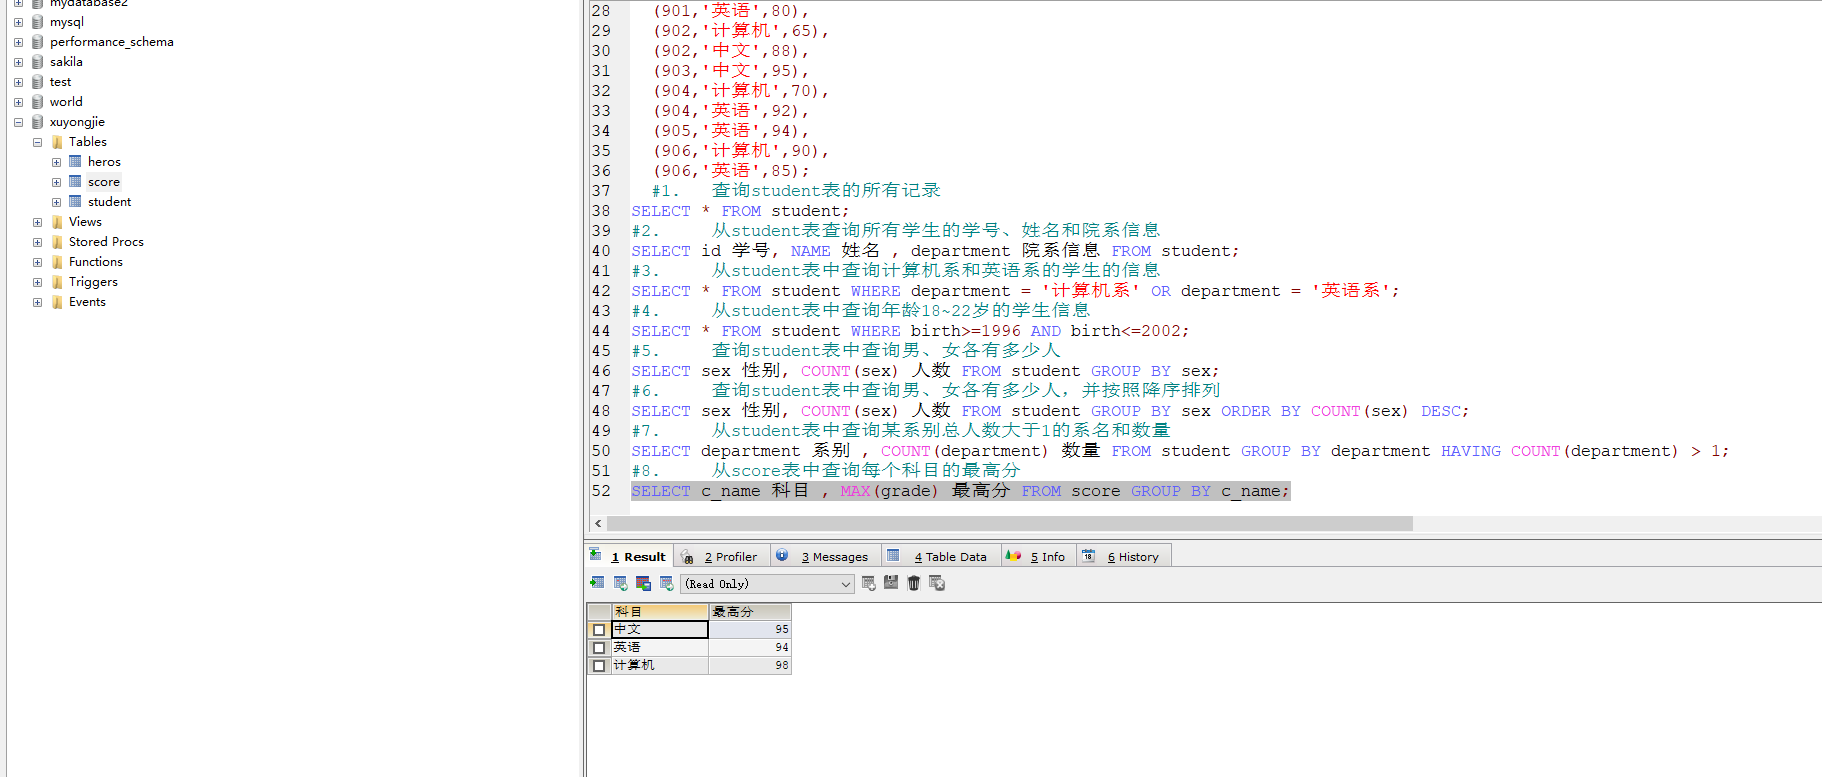 mydatabase2
mysql
performance_schema
sakila
test
world
xuyongjie
Tables
heros
score
student
Views
Stored Procs
Functions
Triggers
Events
28 (901,'英语',80),
29 (902,'计算机',65),
30 (902,'中文',88),
31 (903,'中文',95),
32 (904,'计算机',70),
33 (904,'英语',92),
34 (905,'英语',94),
35 (906,'计算机',90),
36 (906,'英语',85);
37 #1. 查询student表的所有记录
38 SELECT * FROM student;
39 #2. 从student表查询所有学生的学号、姓名和院系信息
40 SELECT id 学号, NAME 姓名 , department 院系信息 FROM student;
41 #3. 从student表中查询计算机系和英语系的学生的信息
42 SELECT * FROM student WHERE department = '计算机系' OR department = '英语系';
43 #4. 从student表中查询年龄18~22岁的学生信息
44 SELECT * FROM student WHERE birth>=1996 AND birth<=2002;
45 #5. 查询student表中查询男、女各有多少人
46 SELECT sex 性别, COUNT(sex) 人数 FROM student GROUP BY sex;
47 #6. 查询student表中查询男、女各有多少人，并按照降序排列
48 SELECT sex 性别, COUNT(sex) 人数 FROM student GROUP BY sex ORDER BY COUNT(sex) DESC;
49 #7. 从student表中查询某系别总人数大于1的系名和数量
50 SELECT department 系别 , COUNT(department) 数量 FROM student GROUP BY department HAVING COUNT(department) > 1;
51 #8. 从score表中查询每个科目的最高分
52 SELECT c_name 科目 , MAX(grade) 最高分 FROM score GROUP BY c_name;
1 Result 2 Profiler 3 Messages 4 Table Data 5 Info 6 History
(Read Only)
科目 最高分
中文 95
英语 94
计算机 98